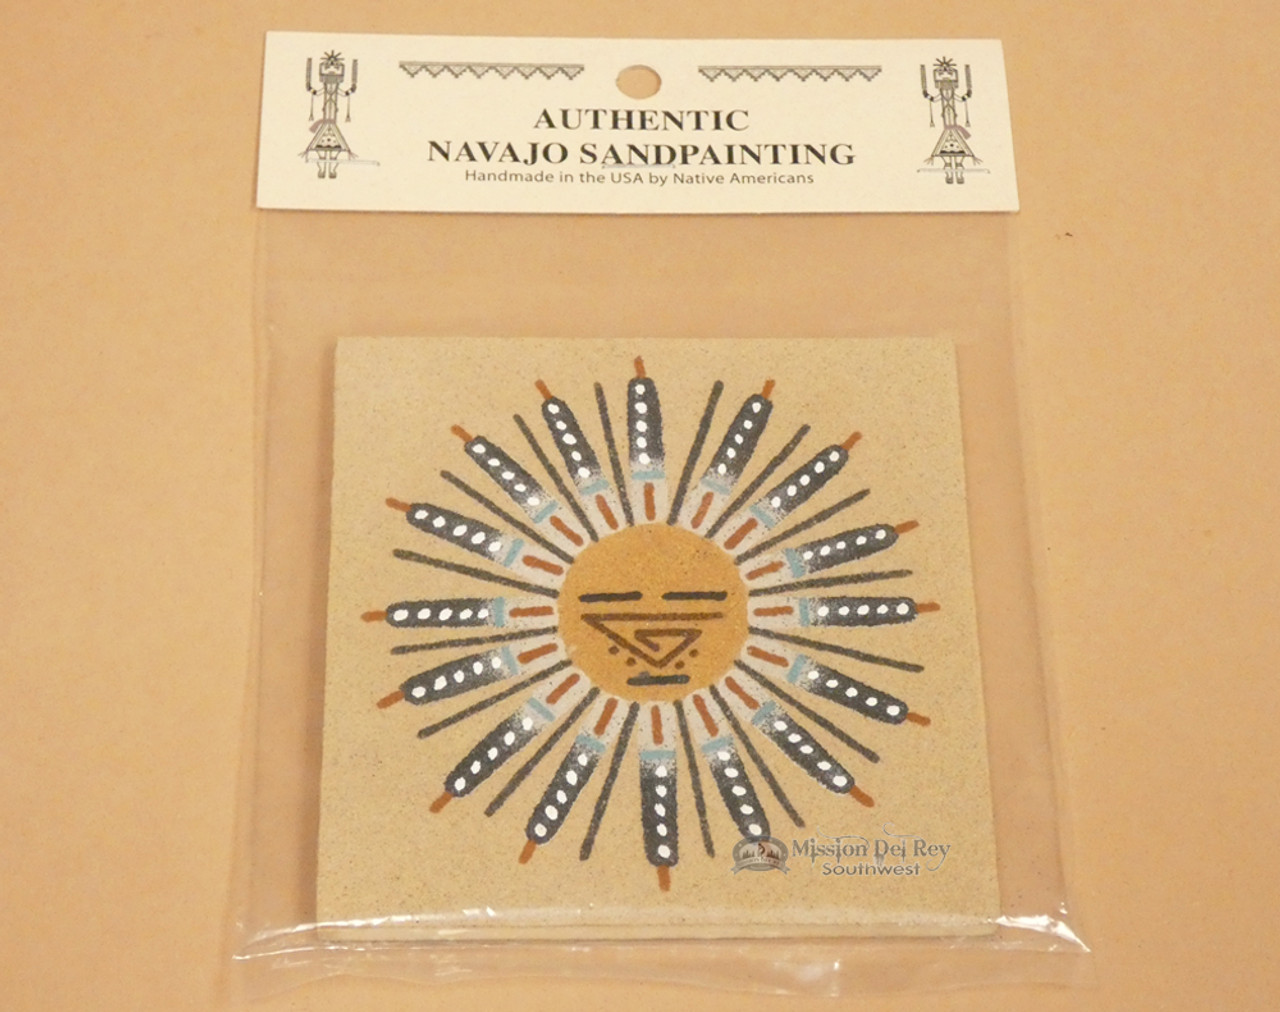 AUTHENTIC
NAVAJO SANDPAINTING
Handmade in the USA by Native Americans
Mission Del Rey
Southwest